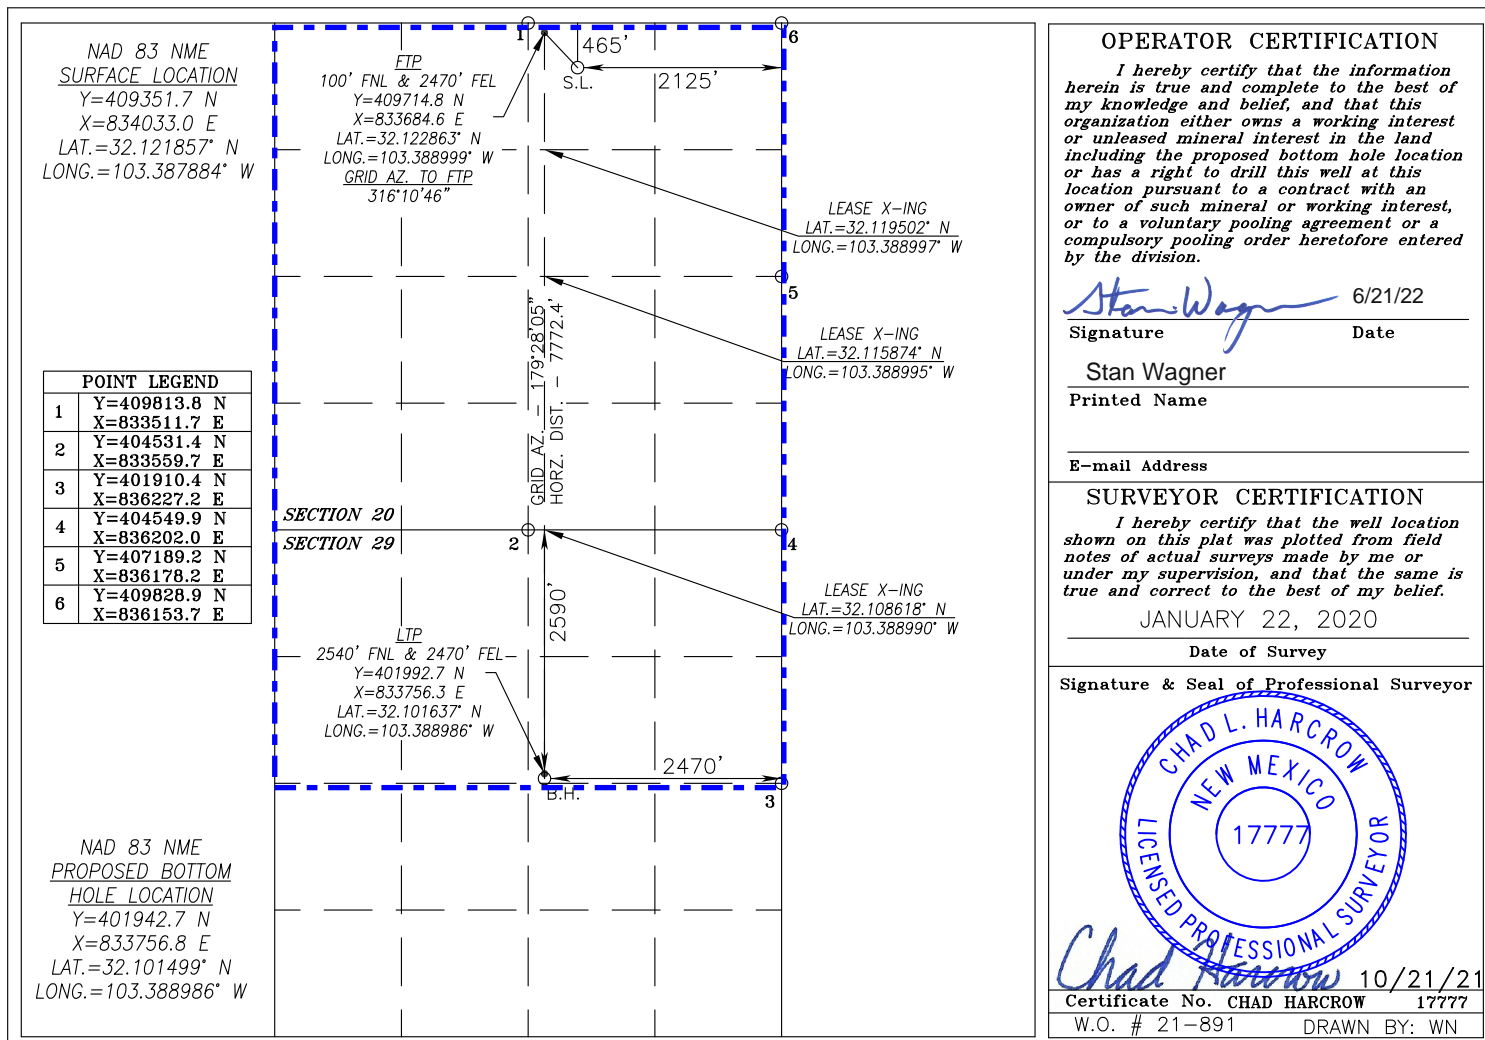 NAD 83 NME
SURFACE LOCATION
Y=409351.7 N
X=834033.0 E
LAT.=32.121857° N
LONG.=103.387884° W
POINT LEGEND
1 Y=409813.8 N
X=833511.7 E
2 Y=404531.4 N
X=833559.7 E
3 Y=401910.4 N
X=836227.2 E
4 Y=404549.9 N
X=836202.0 E
5 Y=407189.2 N
X=836178.2 E
6 Y=409828.9 N
X=836153.7 E
NAD 83 NME
PROPOSED BOTTOM
HOLE LOCATION
Y=401942.7 N
X=833756.8 E
LAT.=32.101499° N
LONG.=103.388986° W
1
6
465'
S.L.
2125'
FTP
100' FNL & 2470' FEL
Y=409714.8 N
X=833684.6 E
LAT.=32.122863° N
LONG.=103.388999° W
GRID AZ. TO FTP
316°10'46"
LEASE X-ING
LAT.=32.119502° N
LONG.=103.388997° W
5
LEASE X-ING
LAT.=32.115874° N
LONG.=103.388995° W
GRID AZ. - 179°28'05"
HORZ. DIST. - 7772.4'
SECTION 20
SECTION 29
2
4
2590'
LEASE X-ING
LAT.=32.108618° N
LONG.=103.388990° W
LTP
2540' FNL & 2470' FEL
Y=401992.7 N
X=833756.3 E
LAT.=32.101637° N
LONG.=103.388986° W
2470'
B.H.
3
OPERATOR CERTIFICATION
I hereby certify that the information
herein is true and complete to the best of
my knowledge and belief, and that this
organization either owns a working interest
or unleased mineral interest in the land
including the proposed bottom hole location
or has a right to drill this well at this
location pursuant to a contract with an
owner of such mineral or working interest,
or to a voluntary pooling agreement or a
compulsory pooling order heretofore entered
by the division.
Stan Wagner 6/21/22
Signature Date
Stan Wagner
Printed Name
E-mail Address
SURVEYOR CERTIFICATION
I hereby certify that the well location
shown on this plat was plotted from field
notes of actual surveys made by me or
under my supervision, and that the same is
true and correct to the best of my belief.
JANUARY 22, 2020
Date of Survey
Signature & Seal of Professional Surveyor
CHAD L. HARCROW
NEW MEXICO
17777
LICENSED PROFESSIONAL SURVEYOR
Chad Harcrow 10/21/21
Certificate No. CHAD HARCROW 17777
W.O. # 21-891 DRAWN BY: WN